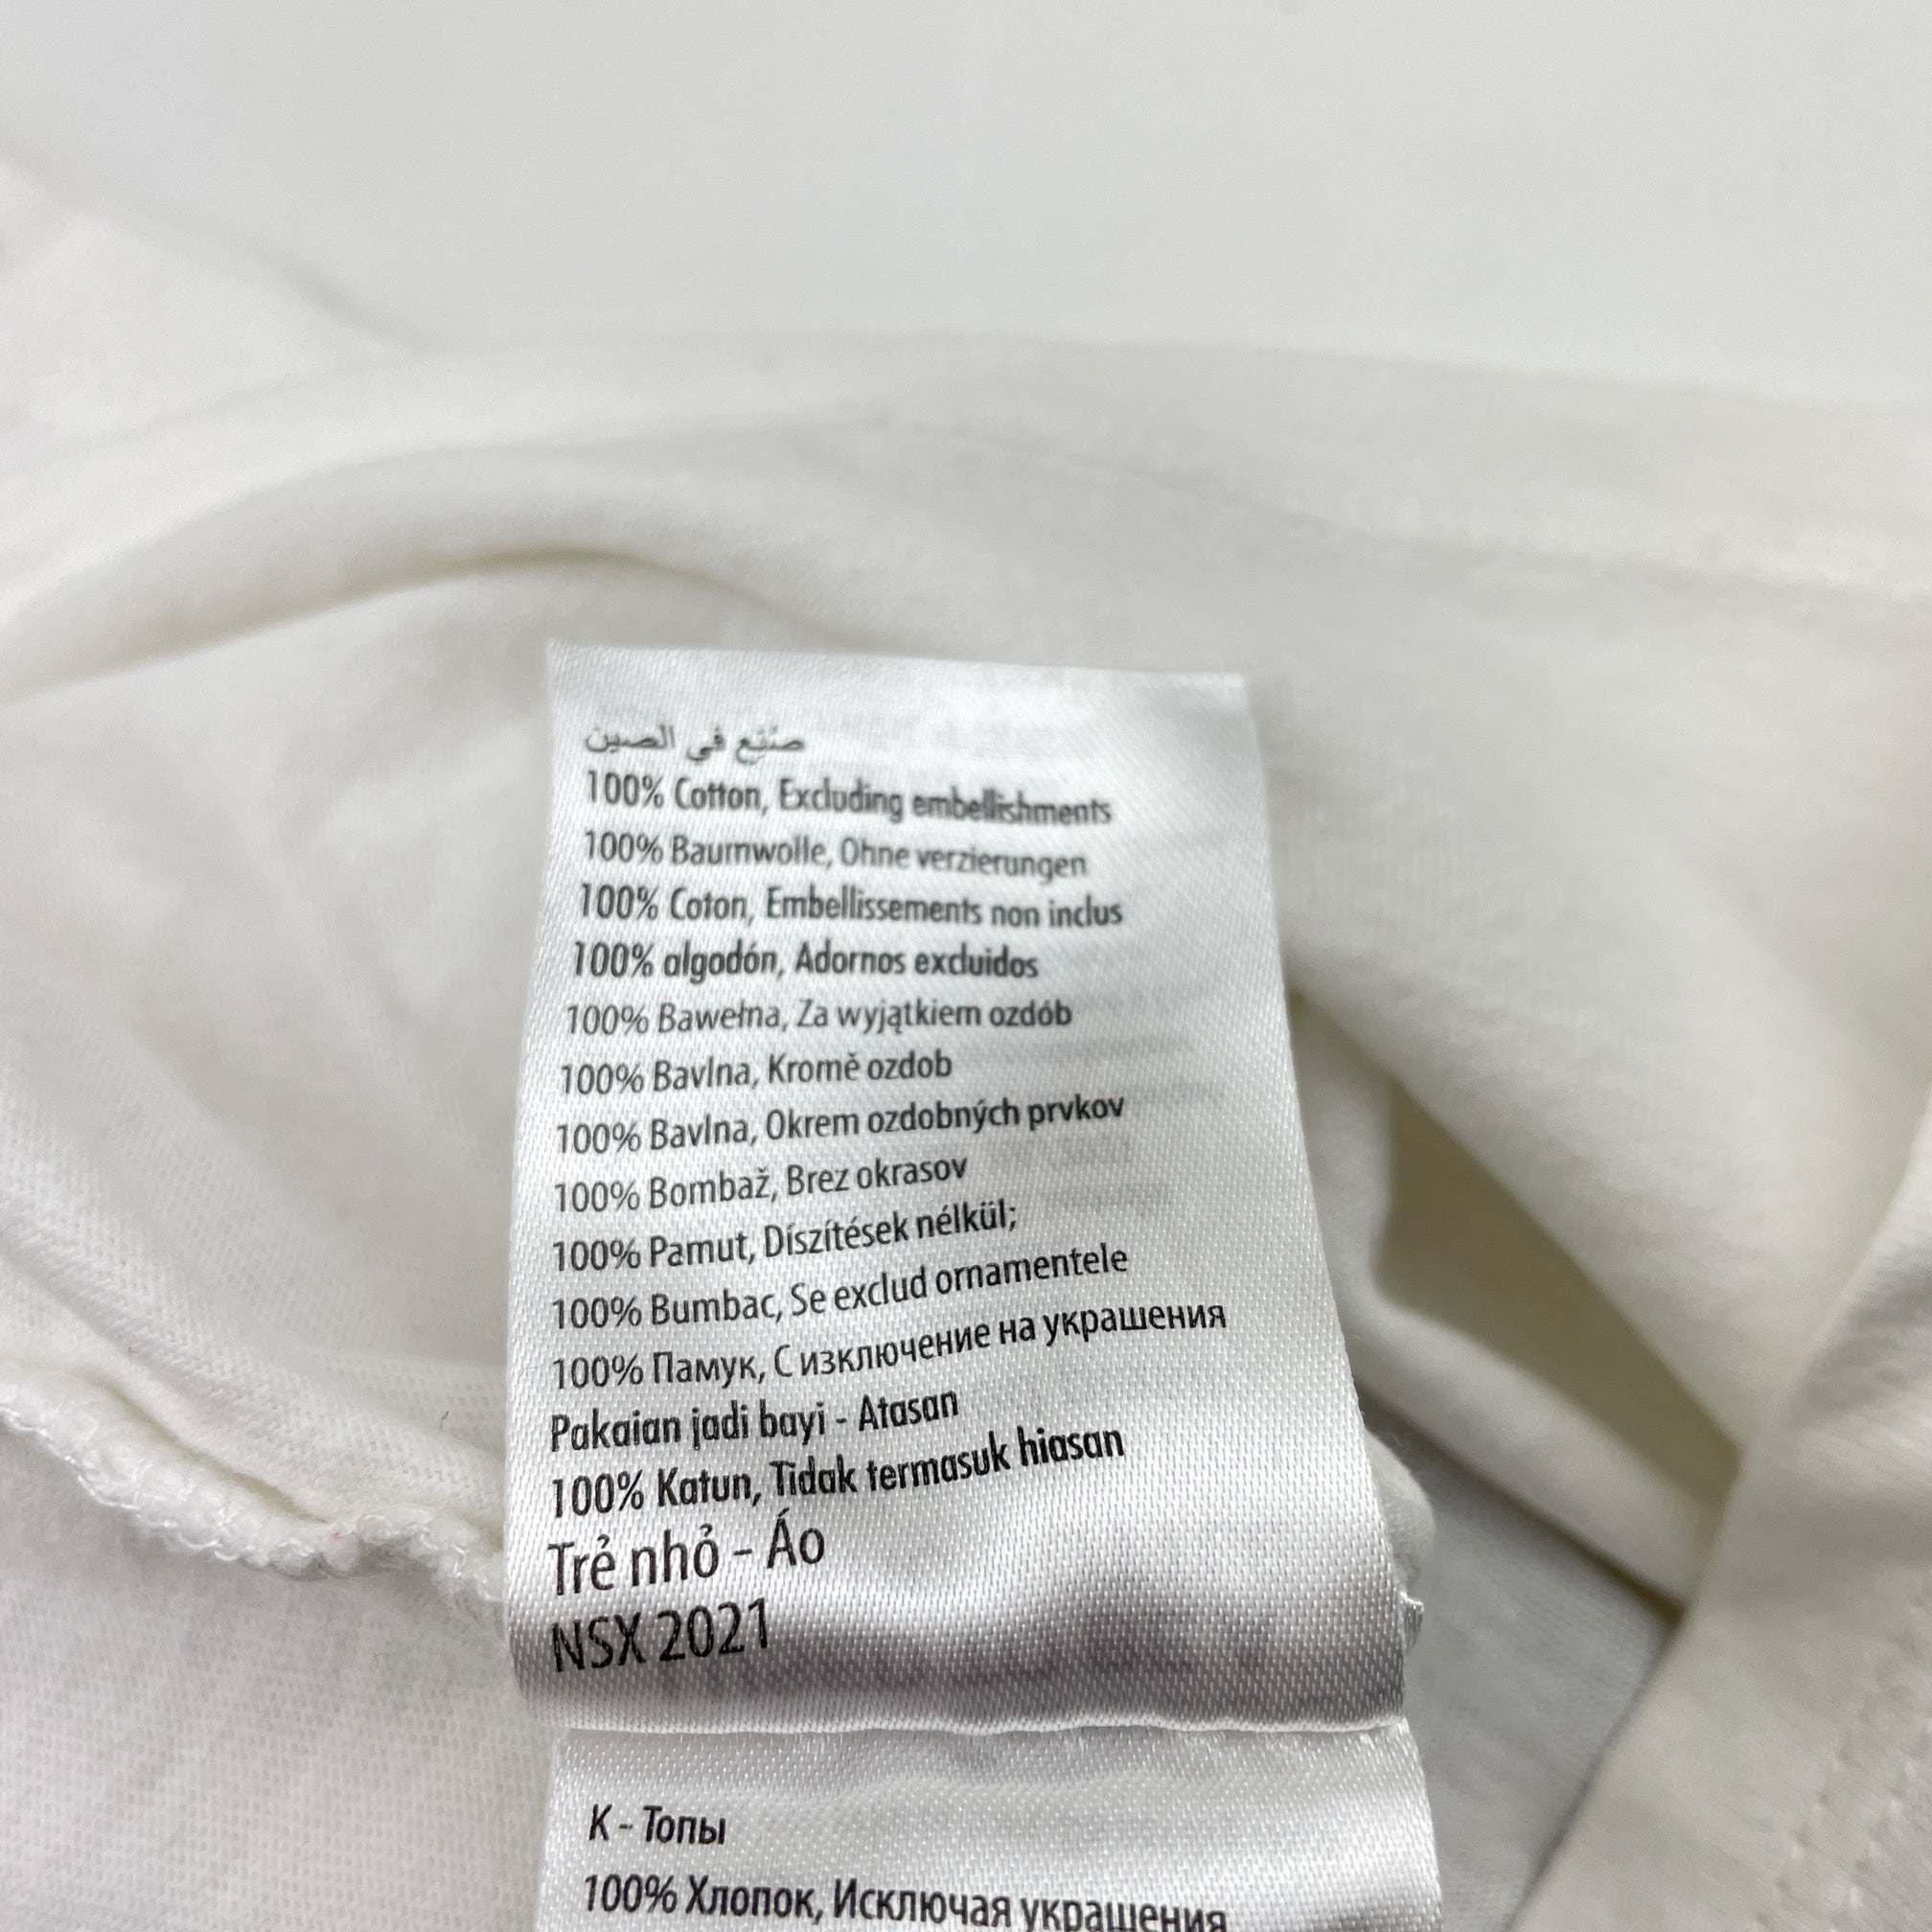 صُنِع في الصين
100% Cotton, Excluding embellishments
100% Baumwolle, Ohne verzierungen
100% Coton, Embellissements non inclus
100% algodón, Adornos excluidos
100% Bawełna, Za wyjątkiem ozdób
100% Bavlna, Kromě ozdob
100% Bavlna, Okrem ozdobných prvkov
100% Bombaž, Brez okrasov
100% Pamut, Díszítések nélkül;
100% Bumbac, Se exclud ornamentele
100% Памук, С изключение на украшения
Pakaian jadi bayi - Atasan
100% Katun, Tidak termasuk hiasan
Trẻ nhỏ - Áo
NSX 2021
К - Топы
100% Хлопок, Исключая украшения